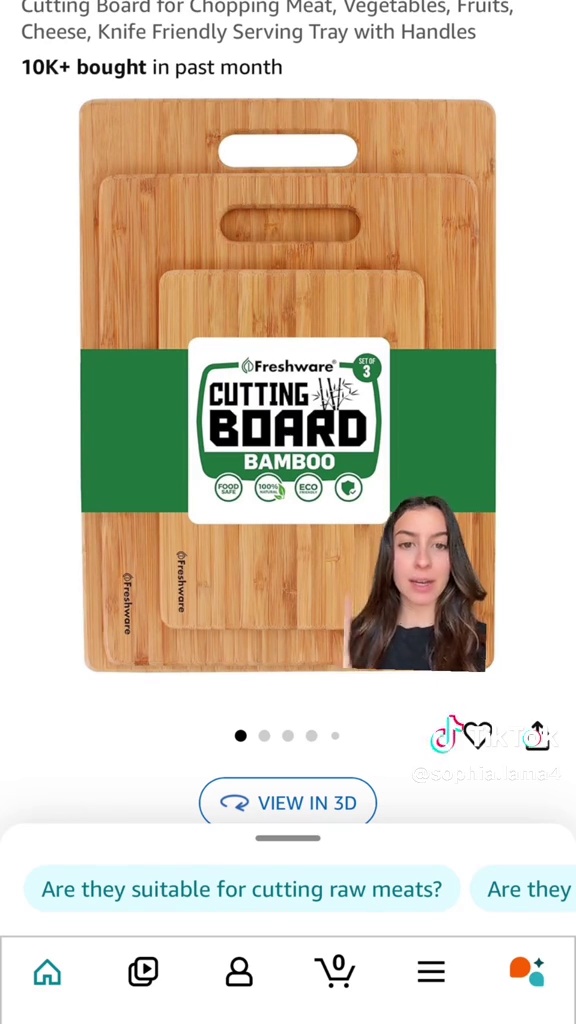 Cutting Board for Chopping Meat, Vegetables, Fruits,
Cheese, Knife Friendly Serving Tray with Handles
10K+ bought in past month
Freshware®
SET OF
3
CUTTING
BOARD
BAMBOO
FOOD
SAFE
100%
NATURAL
ECO
FRIENDLY
Freshware
Freshware
TikTok
@sophia.lama4
VIEW IN 3D
Are they suitable for cutting raw meats?
Are they
0